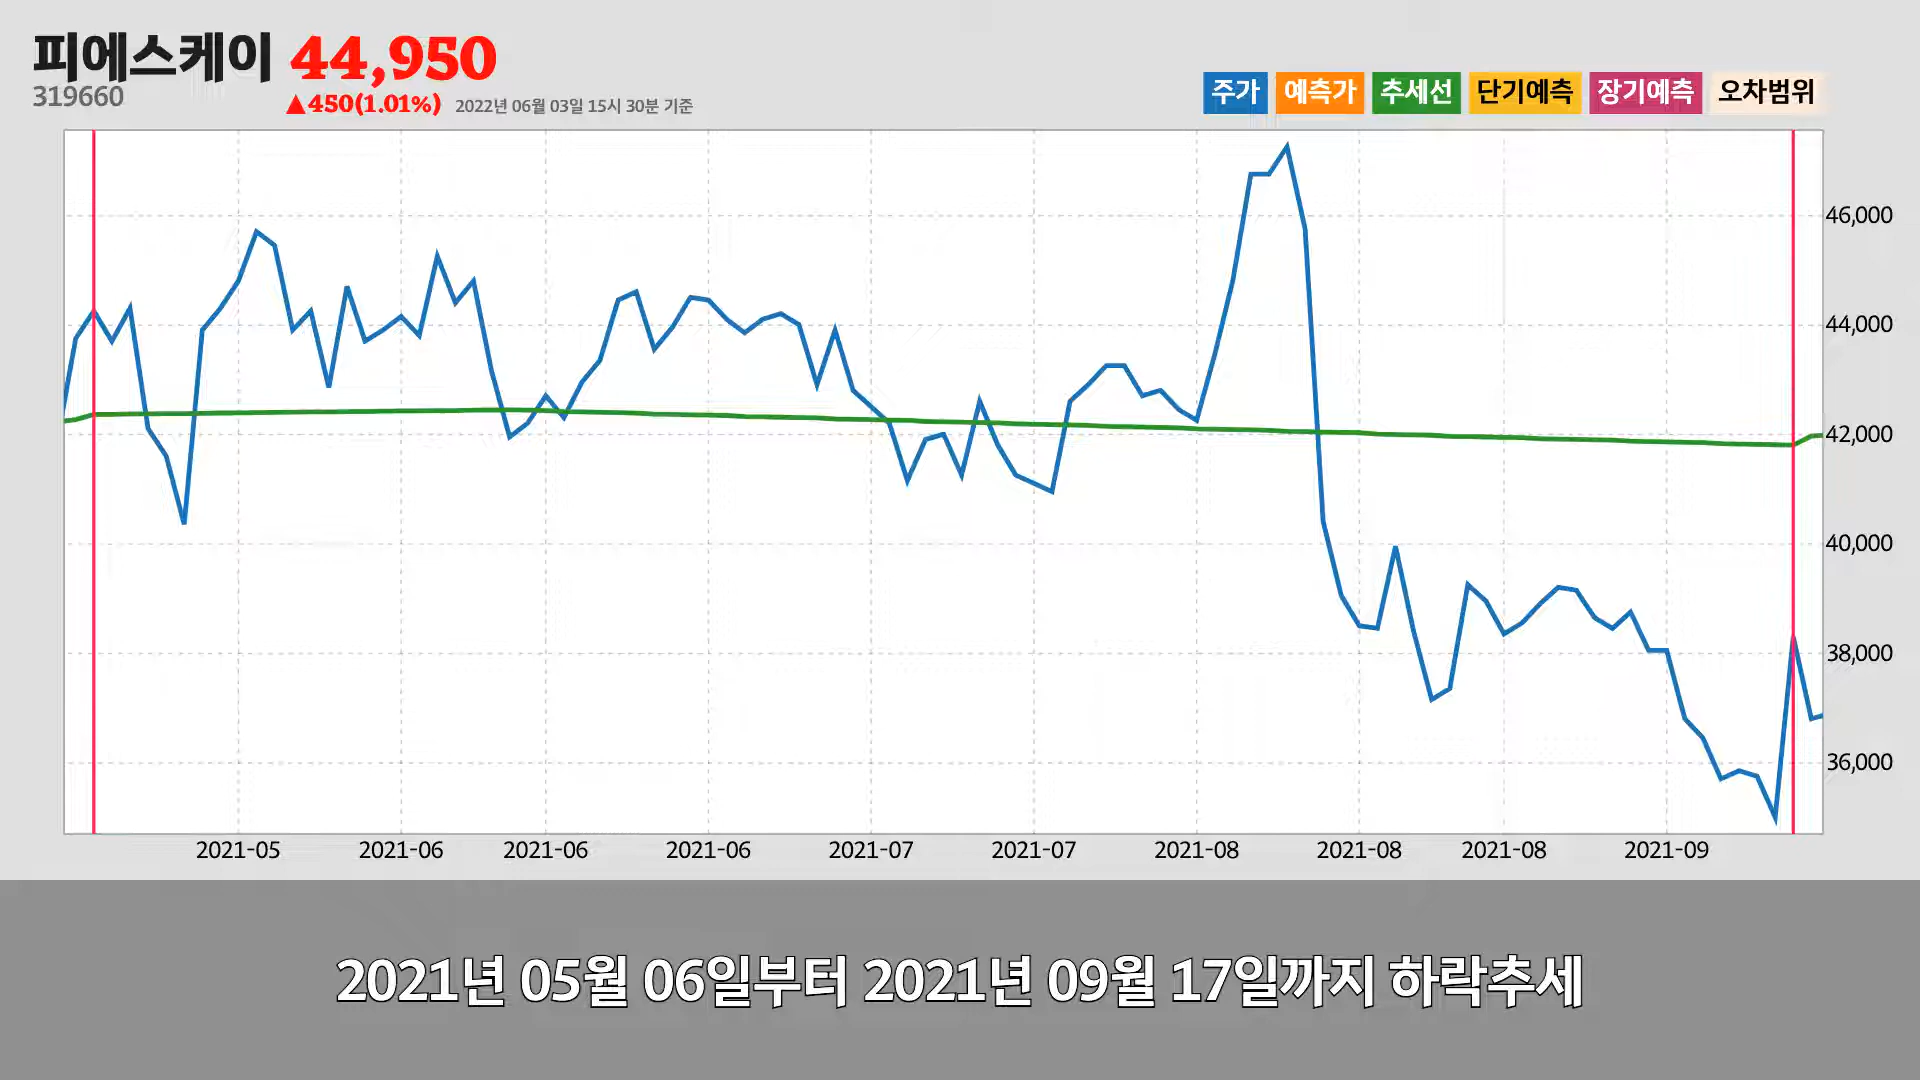 피에스케이 44,950
319660
▲450(1.01%) 2022년 06월 03일 15시 30분 기준
주가 예측가 추세선 단기예측 장기예측 오차범위
46,000
44,000
42,000
40,000
38,000
36,000
2021-05 2021-06 2021-06 2021-06 2021-07 2021-07 2021-08 2021-08 2021-08 2021-09
2021년 05월 06일부터 2021년 09월 17일까지 하락추세